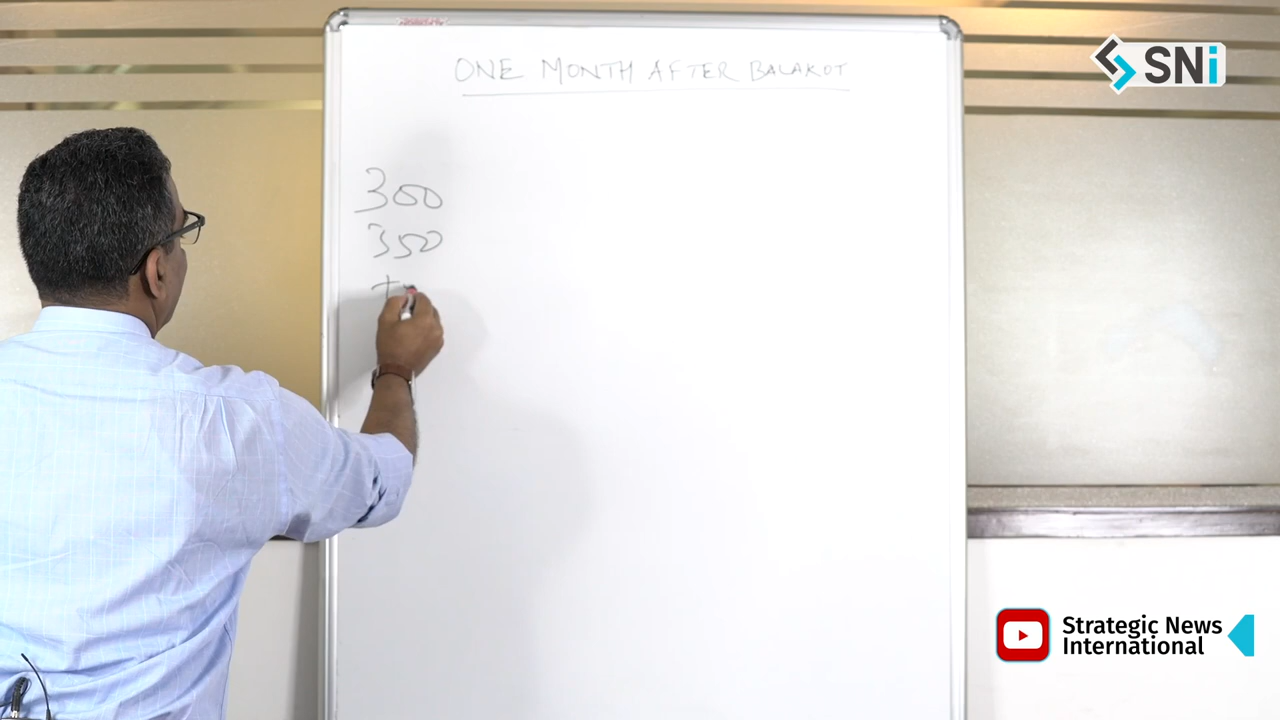 ONE MONTH AFTER BALAKOT
SNi
300
350
+
Strategic News
International